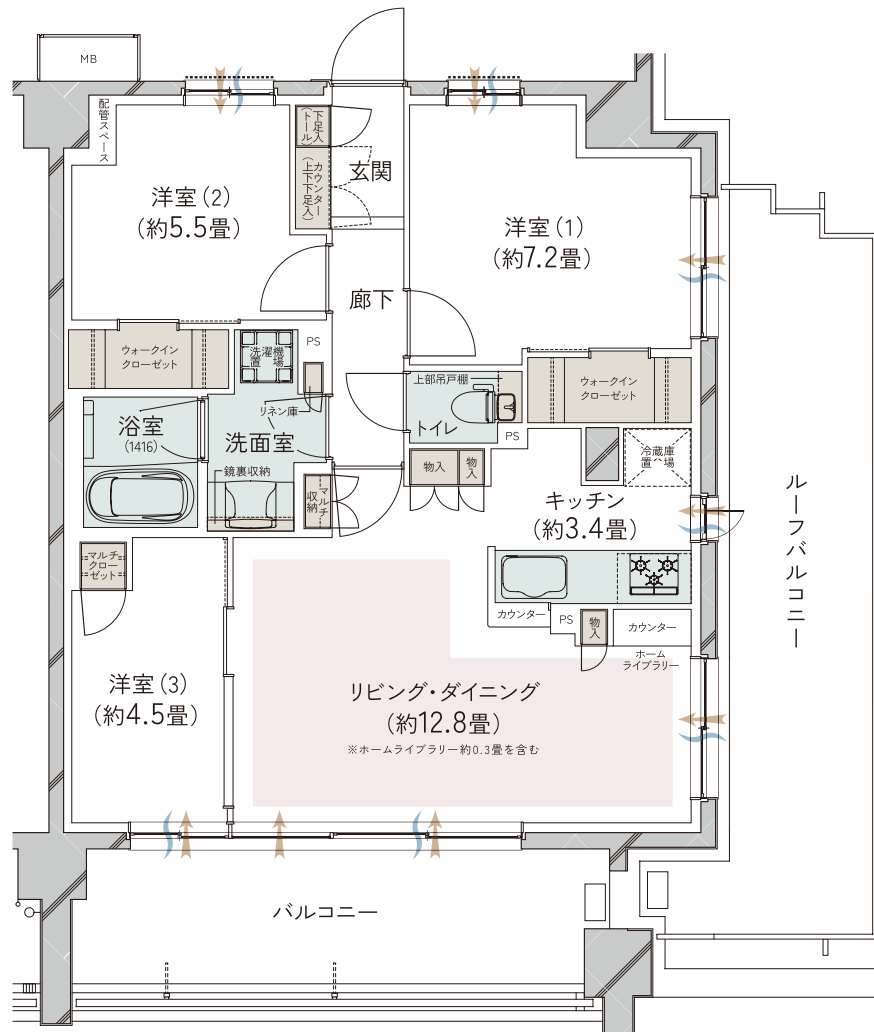 MB
配管スペース
下足入
(トール)
カウンター
(上下下足入)
玄関
洋室(2)
(約5.5畳)
洋室(1)
(約7.2畳)
廊下
ウォークイン
クローゼット
洗濯機
置場
PS
リネン庫
上部吊戸棚
トイレ
PS
ウォークイン
クローゼット
浴室
(1416)
洗面室
鏡裏収納
マルチ
収納
物入
物入
冷蔵庫
置場
キッチン
(約3.4畳)
ルーフバルコニー
マルチ
クロー
ゼット
カウンター
PS
物入
カウンター
ホーム
ライブラリー
洋室(3)
(約4.5畳)
リビング・ダイニング
(約12.8畳)
※ホームライブラリー約0.3畳を含む
バルコニー